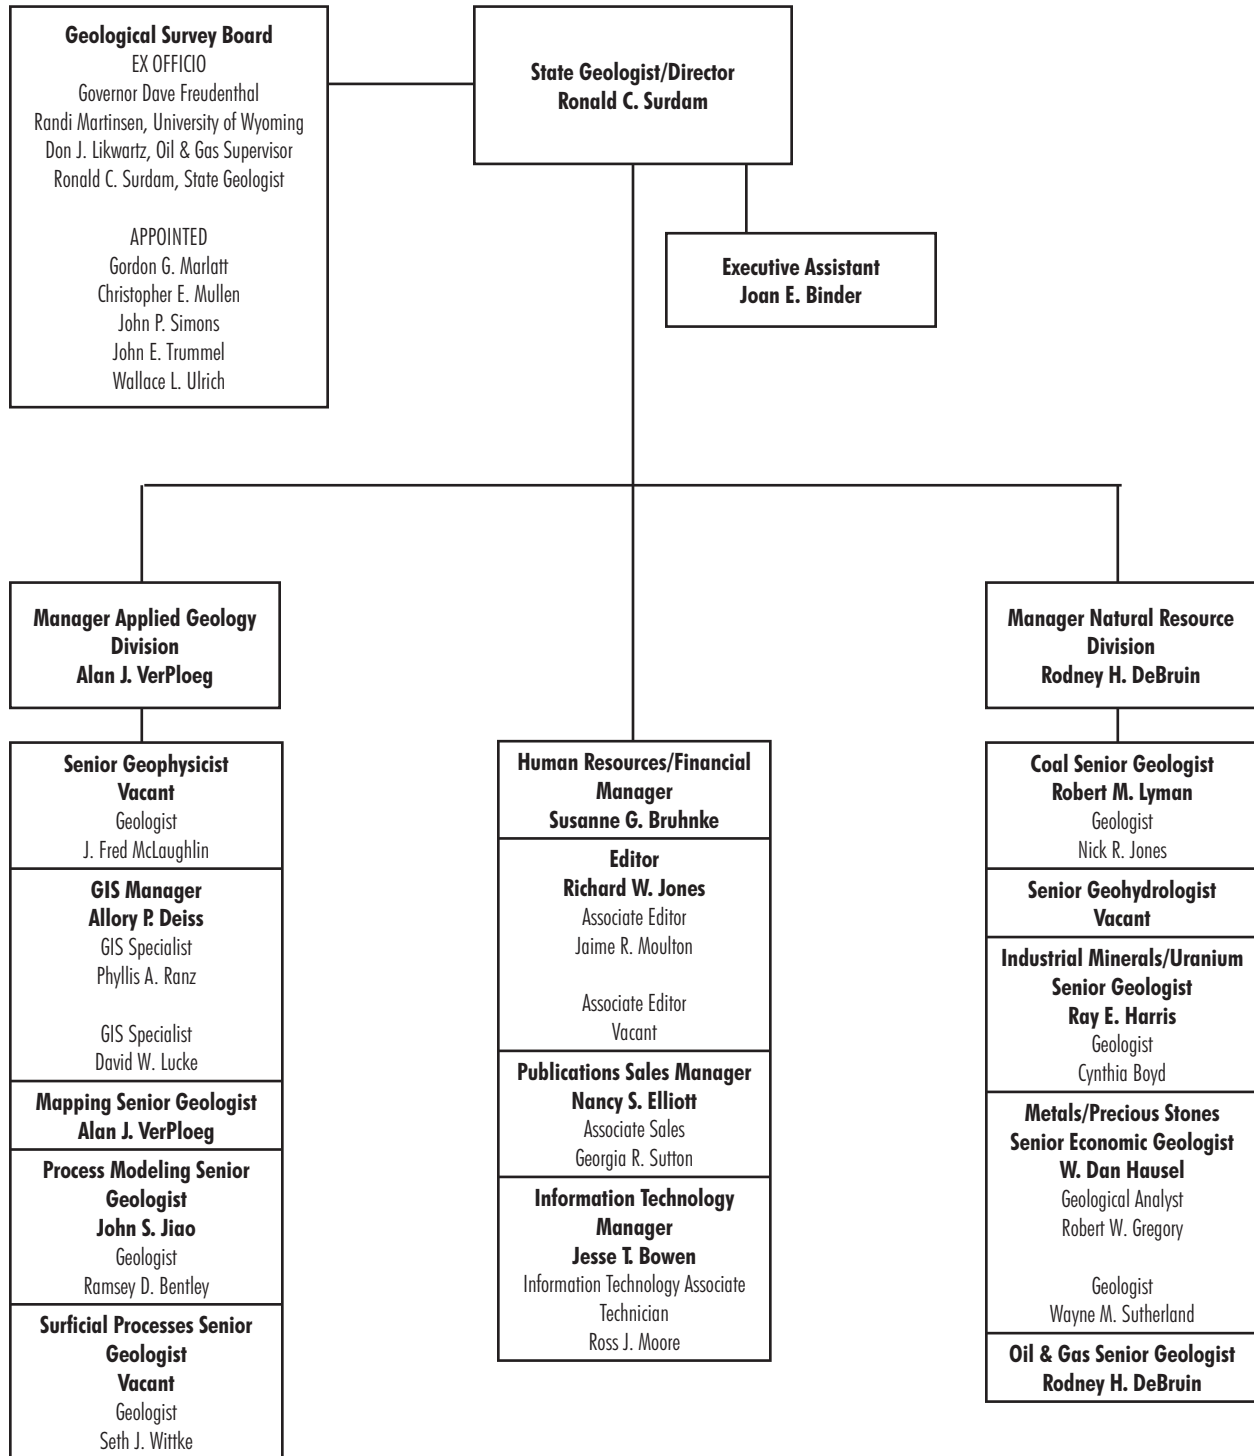 Geological Survey Board
EX OFFICIO
Governor Dave Freudenthal
Randi Martinsen, University of Wyoming
Don J. Likwartz, Oil & Gas Supervisor
Ronald C. Surdam, State Geologist
APPOINTED
Gordon G. Marlatt
Christopher E. Mullen
John P. Simons
John E. Trummel
Wallace L. Ulrich
State Geologist/Director
Ronald C. Surdam
Executive Assistant
Joan E. Binder
Manager Applied Geology
Division
Alan J. VerPloeg
Senior Geophysicist
Vacant
Geologist
J. Fred McLaughlin
GIS Manager
Allory P. Deiss
GIS Specialist
Phyllis A. Ranz
GIS Specialist
David W. Lucke
Mapping Senior Geologist
Alan J. VerPloeg
Process Modeling Senior
Geologist
John S. Jiao
Geologist
Ramsey D. Bentley
Surficial Processes Senior
Geologist
Vacant
Geologist
Seth J. Wittke
Human Resources/Financial
Manager
Susanne G. Bruhnke
Editor
Richard W. Jones
Associate Editor
Jaime R. Moulton
Associate Editor
Vacant
Publications Sales Manager
Nancy S. Elliott
Associate Sales
Georgia R. Sutton
Information Technology
Manager
Jesse T. Bowen
Information Technology Associate
Technician
Ross J. Moore
Manager Natural Resource
Division
Rodney H. DeBruin
Coal Senior Geologist
Robert M. Lyman
Geologist
Nick R. Jones
Senior Geohydrologist
Vacant
Industrial Minerals/Uranium
Senior Geologist
Ray E. Harris
Geologist
Cynthia Boyd
Metals/Precious Stones
Senior Economic Geologist
W. Dan Hausel
Geological Analyst
Robert W. Gregory
Geologist
Wayne M. Sutherland
Oil & Gas Senior Geologist
Rodney H. DeBruin